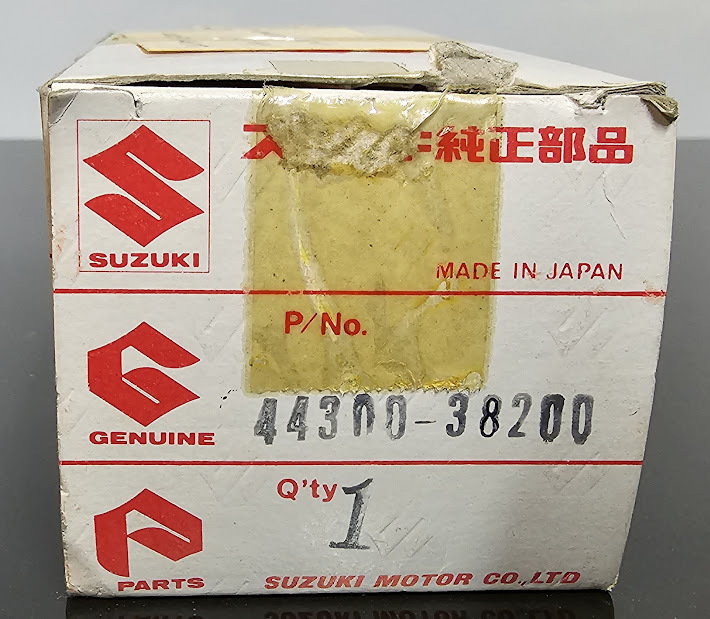 純正部品
SUZUKI
MADE IN JAPAN
P/No.
GENUINE
44300-38200
Q'ty 1
PARTS
SUZUKI MOTOR CO.,LTD